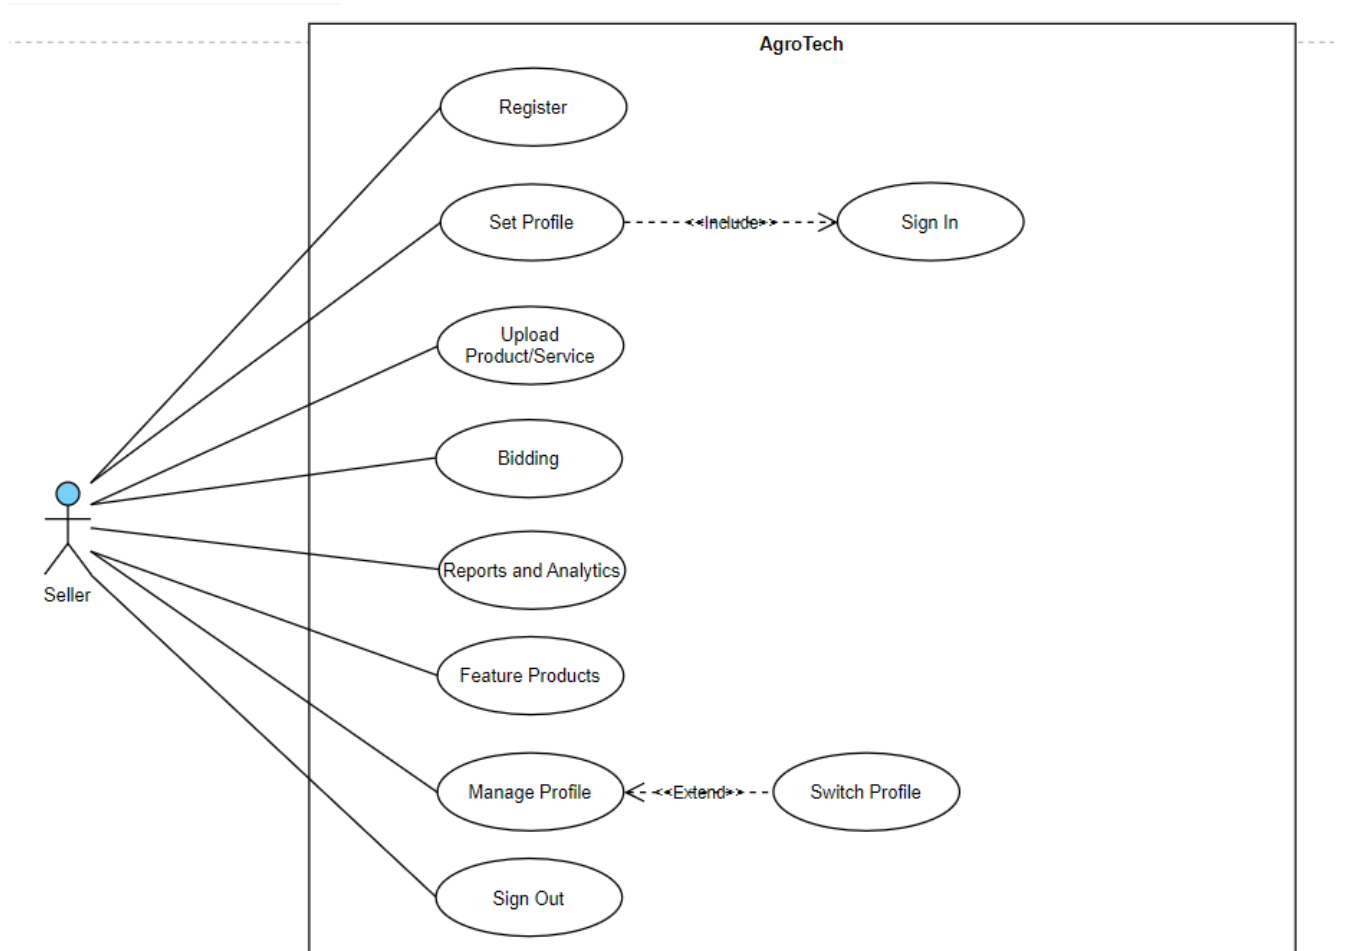 AgroTech
Register
Set Profile
<<Include>>
Sign In
Upload
Product/Service
Bidding
Reports and Analytics
Seller
Feature Products
Manage Profile
<<Extend>>
Switch Profile
Sign Out